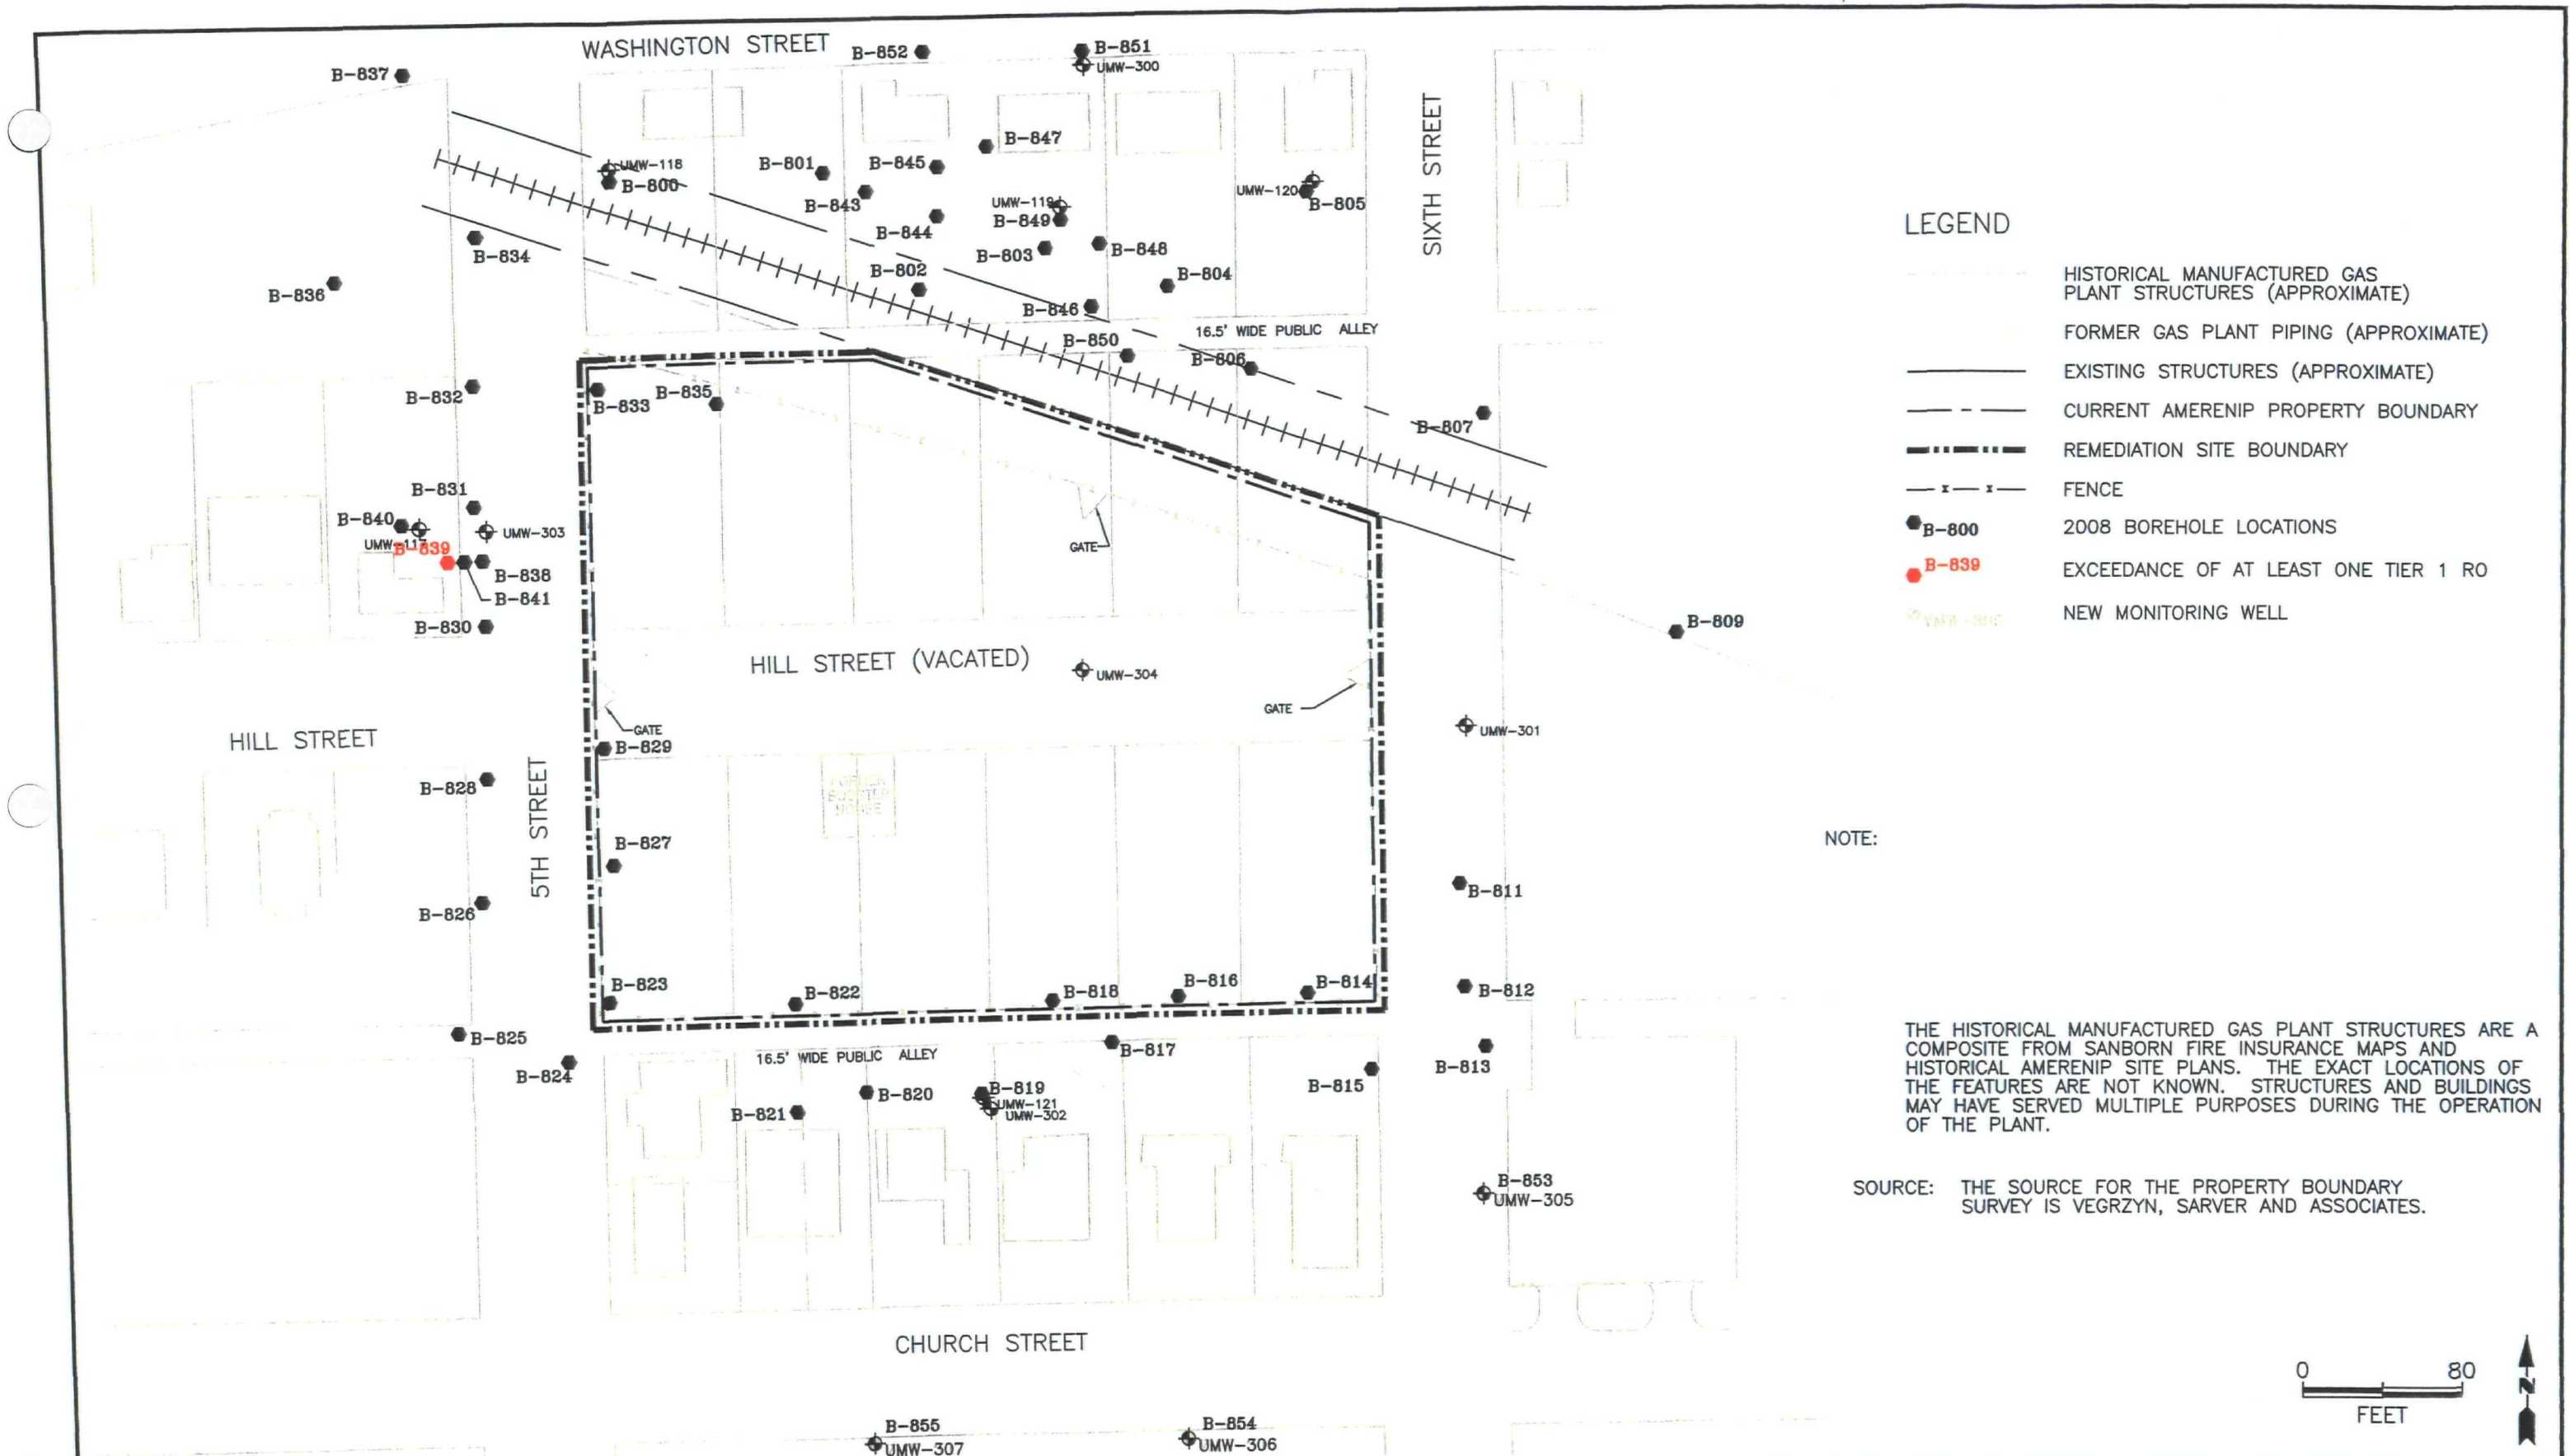 WASHINGTON STREET
B-852
B-851
UMW-300
B-837
B-847
UMW-118
B-800
B-801
B-845
B-843
UMW-119
B-849
B-844
UMW-120
B-805
SIXTH STREET
B-834
B-803
B-848
B-836
B-802
B-804
B-846
16.5' WIDE PUBLIC ALLEY
B-850
B-806
B-832
B-833
B-835
B-807
B-831
B-840
UMW-117
UMW-303
B-839
B-838
B-841
B-830
GATE
B-809
HILL STREET (VACATED)
UMW-304
GATE
UMW-301
GATE
HILL STREET
B-829
B-828
5TH STREET
FORMER
BOOSTER
HOUSE
B-827
B-826
B-811
B-823
B-822
B-818
B-816
B-814
B-812
B-825
B-824
16.5' WIDE PUBLIC ALLEY
B-817
B-813
B-815
B-821
B-820
B-819
UMW-121
UMW-302
B-853
UMW-305
CHURCH STREET
B-855
UMW-307
B-854
UMW-306
LEGEND
HISTORICAL MANUFACTURED GAS
PLANT STRUCTURES (APPROXIMATE)
FORMER GAS PLANT PIPING (APPROXIMATE)
EXISTING STRUCTURES (APPROXIMATE)
CURRENT AMERENIP PROPERTY BOUNDARY
REMEDIATION SITE BOUNDARY
FENCE
B-800 2008 BOREHOLE LOCATIONS
B-839 EXCEEDANCE OF AT LEAST ONE TIER 1 RO
NEW MONITORING WELL
NOTE:
THE HISTORICAL MANUFACTURED GAS PLANT STRUCTURES ARE A
COMPOSITE FROM SANBORN FIRE INSURANCE MAPS AND
HISTORICAL AMERENIP SITE PLANS. THE EXACT LOCATIONS OF
THE FEATURES ARE NOT KNOWN. STRUCTURES AND BUILDINGS
MAY HAVE SERVED MULTIPLE PURPOSES DURING THE OPERATION
OF THE PLANT.
SOURCE: THE SOURCE FOR THE PROPERTY BOUNDARY
SURVEY IS VEGRZYN, SARVER AND ASSOCIATES.
0 80
FEET
N